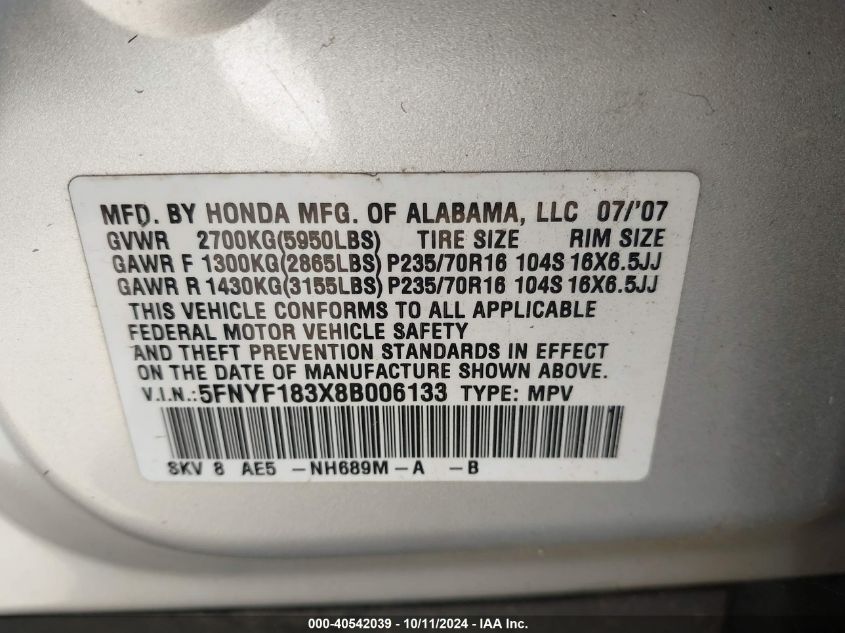 MFD. BY HONDA MFG. OF ALABAMA, LLC 07/'07
GVWR 2700KG(5950LBS) TIRE SIZE RIM SIZE
GAWR F 1300KG(2865LBS) P235/70R16 104S 16X6.5JJ
GAWR R 1430KG(3155LBS) P235/70R16 104S 16X6.5JJ
THIS VEHICLE CONFORMS TO ALL APPLICABLE
FEDERAL MOTOR VEHICLE SAFETY
AND THEFT PREVENTION STANDARDS IN EFFECT
ON THE DATE OF MANUFACTURE SHOWN ABOVE.
V.I.N.:5FNYF183X8B006133 TYPE: MPV
SKV 8 AE5 -NH689M-A -B
000-40542039 - 10/11/2024 - IAA Inc.